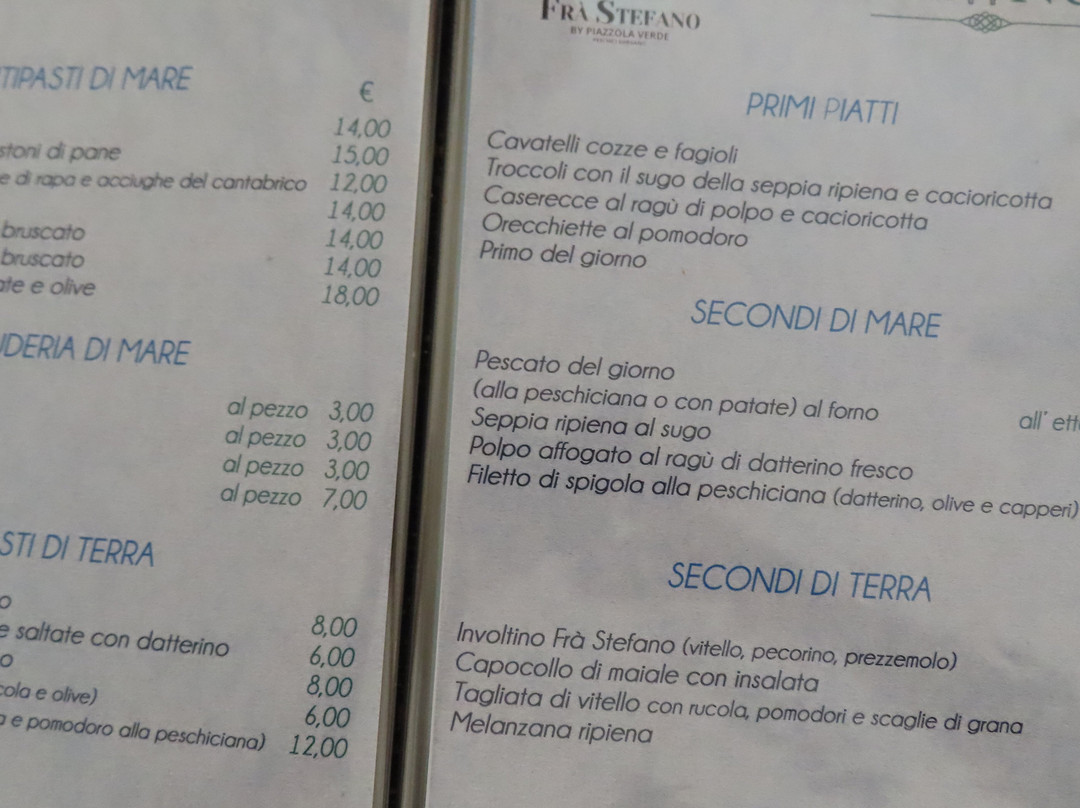 TIPASTI DI MARE
€
14,00
stoni di pane 15,00
e di rapa e acciughe del cantabrico 12,00
14,00
bruscato 14,00
bruscato 14,00
ate e olive 18,00
UDERIA DI MARE
al pezzo 3,00
al pezzo 3,00
al pezzo 3,00
al pezzo 7,00
STI DI TERRA
o 8,00
e saltate con datterino 6,00
o 8,00
cola e olive) 6,00
a e pomodoro alla peschiciana) 12,00
FRÀ STEFANO
BY PIAZZOLA VERDE
PRIMI PIATTI
Cavatelli cozze e fagioli
Troccoli con il sugo della seppia ripiena e cacioricotta
Caserecce al ragù di polpo e cacioricotta
Orecchiette al pomodoro
Primo del giorno
SECONDI DI MARE
Pescato del giorno
(alla peschiciana o con patate) al forno all' ett
Seppia ripiena al sugo
Polpo affogato al ragù di datterino fresco
Filetto di spigola alla peschiciana (datterino, olive e capperi)
SECONDI DI TERRA
Involtino Frà Stefano (vitello, pecorino, prezzemolo)
Capocollo di maiale con insalata
Tagliata di vitello con rucola, pomodori e scaglie di grana
Melanzana ripiena